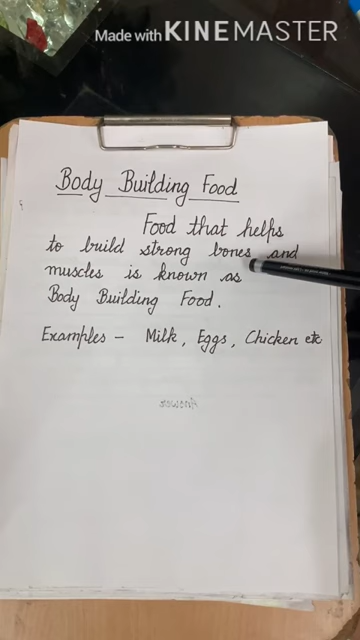 Made with KINEMASTER
Body Building Food
Food that helps
to build strong bones and
muscles is known as
Body Building Food.
Examples - Milk, Eggs, Chicken etc
Answer